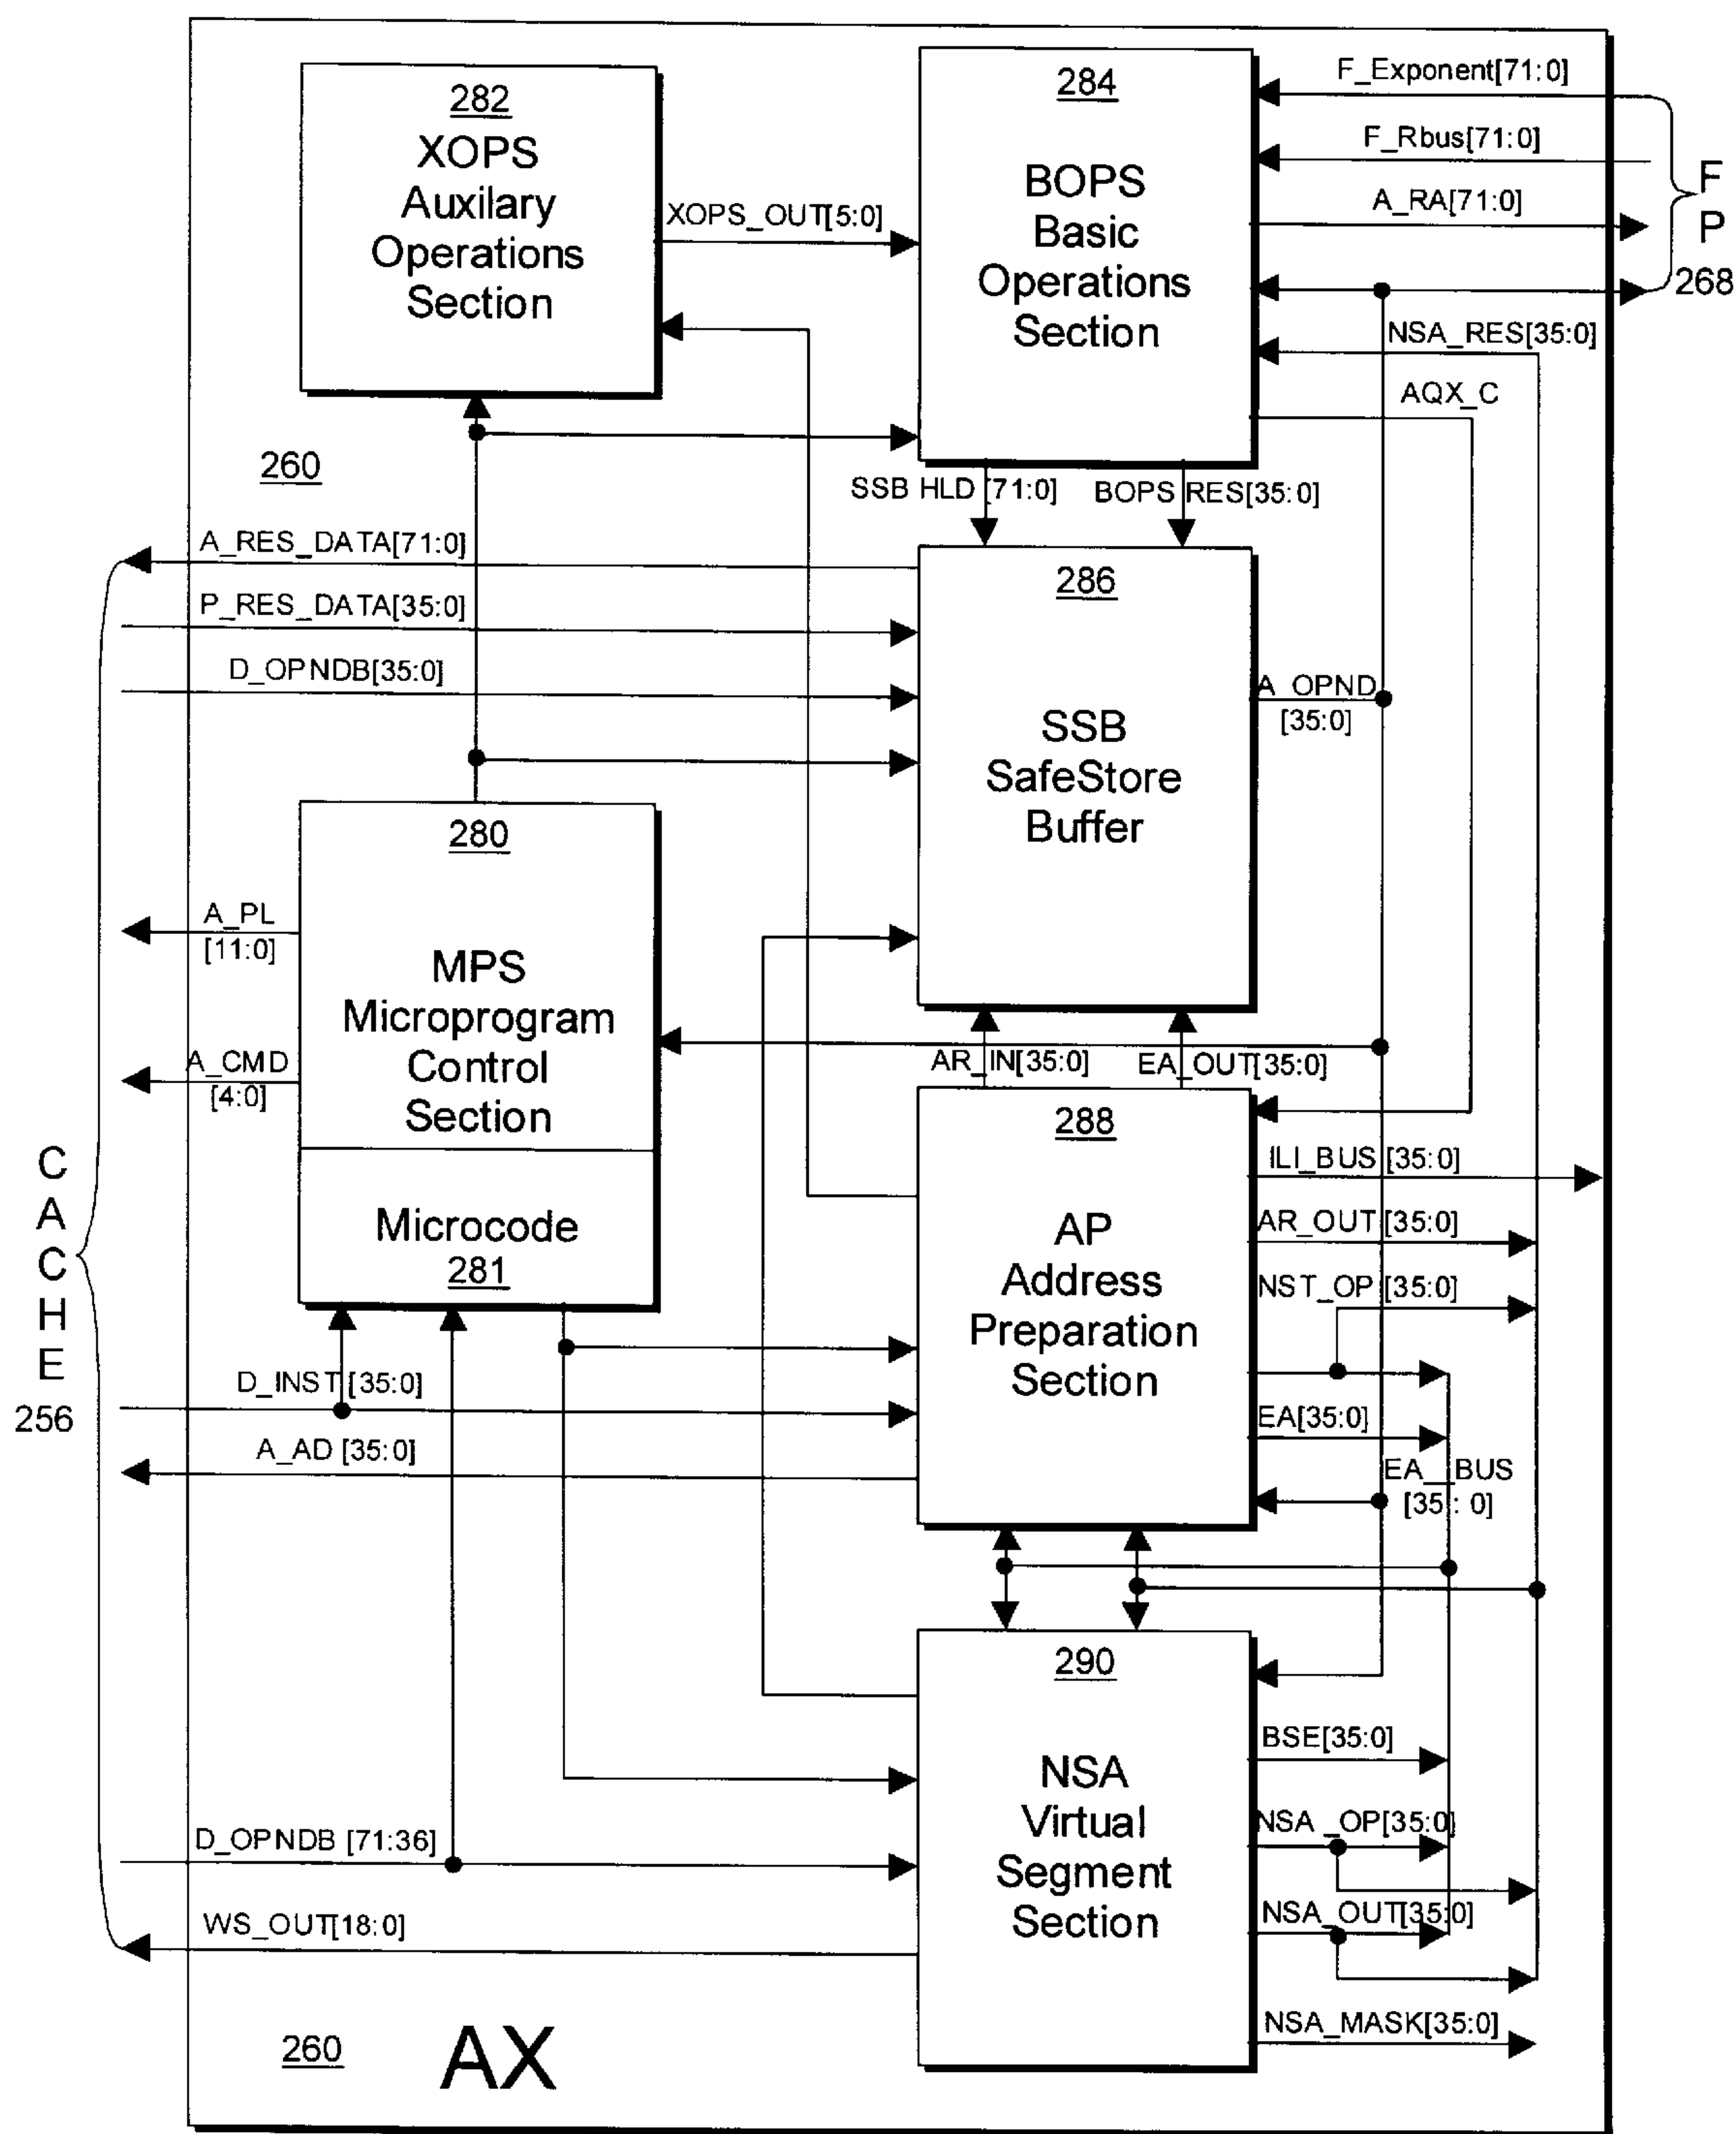 282
XOPS
Auxilary
Operations
Section
284
BOPS
Basic
Operations
Section
F_Exponent[71:0]
F_Rbus[71:0]
A_RA[71:0]
F
P
268
XOPS_OUT[5:0]
NSA_RES[35:0]
AQX_C
260
SSB HLD [71:0]
BOPS RES[35:0]
A_RES_DATA[71:0]
P_RES_DATA[35:0]
D_OPNDB[35:0]
286
SSB
SafeStore
Buffer
A_OPND
[35:0]
280
MPS
Microprogram
Control
Section
Microcode
281
A_PL
[11:0]
A_CMD
[4:0]
C
A
C
H
E
256
AR_IN[35:0]
EA_OUT[35:0]
288
AP
Address
Preparation
Section
ILI_BUS [35:0]
AR_OUT [35:0]
NST_OP [35:0]
EA[35:0]
EA_BUS
[35: 0]
D_INST [35:0]
A_AD [35:0]
290
NSA
Virtual
Segment
Section
BSE[35:0]
NSA_OP[35:0]
NSA_OUT[35:0]
NSA_MASK[35:0]
D_OPNDB [71:36]
WS_OUT[18:0]
260
AX